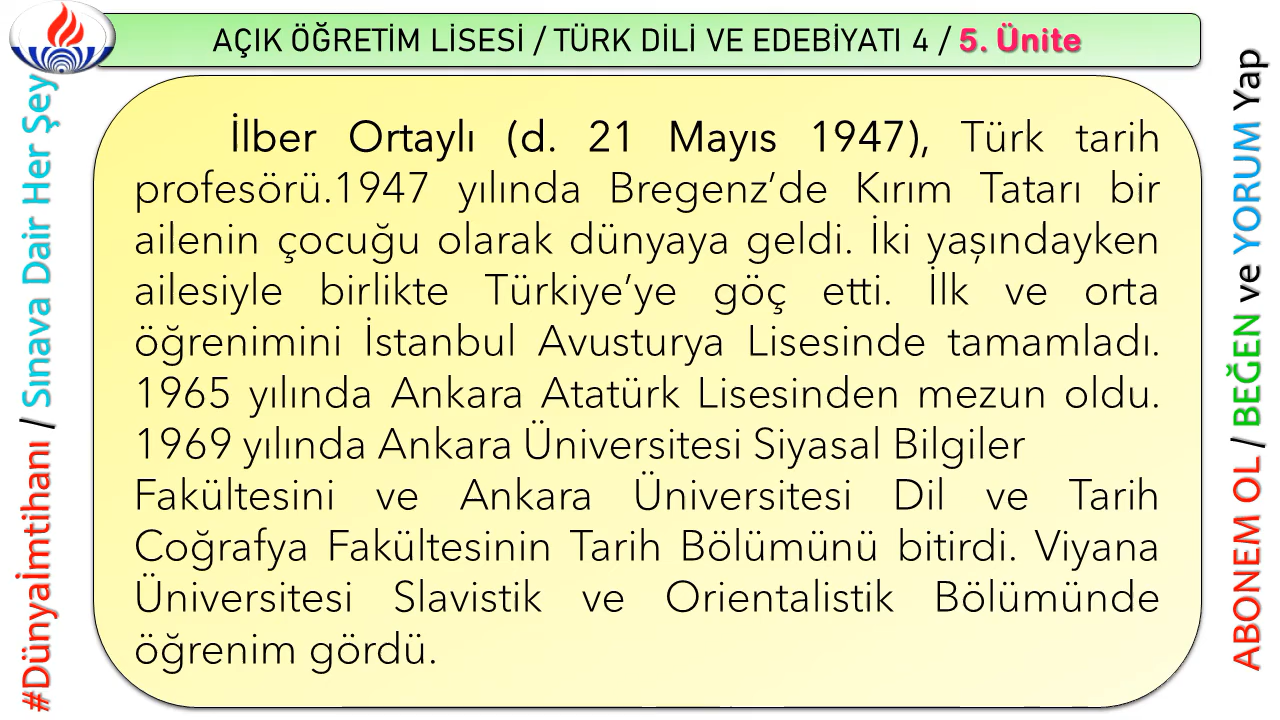 AÇIK ÖĞRETİM LİSESİ / TÜRK DİLİ VE EDEBİYATI 4 / 5. Ünite
#Dünyaİmtihanı / Sınava Dair Her Şey
İlber Ortaylı (d. 21 Mayıs 1947), Türk tarih
profesörü.1947 yılında Bregenz’de Kırım Tatarı bir
ailenin çocuğu olarak dünyaya geldi. İki yaşındayken
ailesiyle birlikte Türkiye’ye göç etti. İlk ve orta
öğrenimini İstanbul Avusturya Lisesinde tamamladı.
1965 yılında Ankara Atatürk Lisesinden mezun oldu.
1969 yılında Ankara Üniversitesi Siyasal Bilgiler
Fakültesini ve Ankara Üniversitesi Dil ve Tarih
Coğrafya Fakültesinin Tarih Bölümünü bitirdi. Viyana
Üniversitesi Slavistik ve Orientalistik Bölümünde
öğrenim gördü.
ABONEM OL / BEĞEN ve YORUM Yap